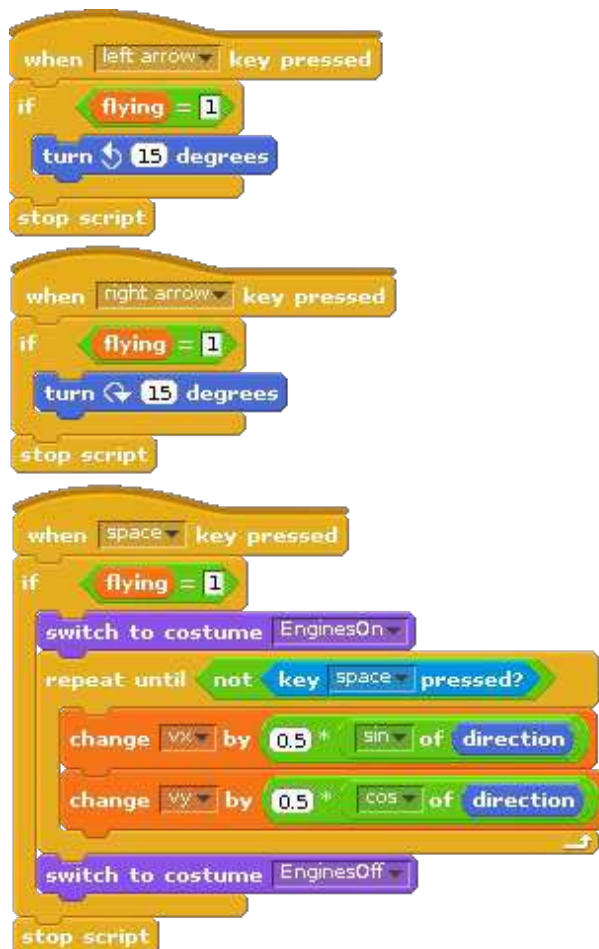 when left arrow key pressed
if flying = 1
turn 15 degrees
stop script
when right arrow key pressed
if flying = 1
turn 15 degrees
stop script
when space key pressed
if flying = 1
switch to costume EnginesOn
repeat until not key space pressed?
change vx by 0.5 * sin of direction
change vy by 0.5 * cos of direction
switch to costume EnginesOff
stop script